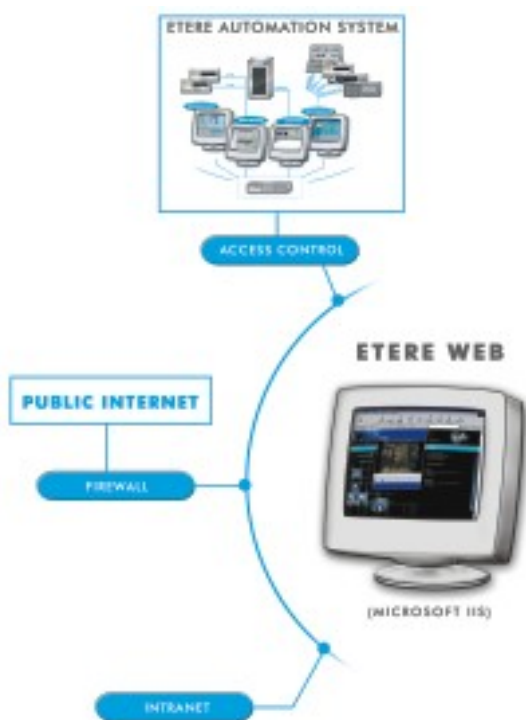 ETERE AUTOMATION SYSTEM
ACCESS CONTROL
ETERE WEB
PUBLIC INTERNET
FIREWALL
(MICROSOFT IIS)
INTRANET